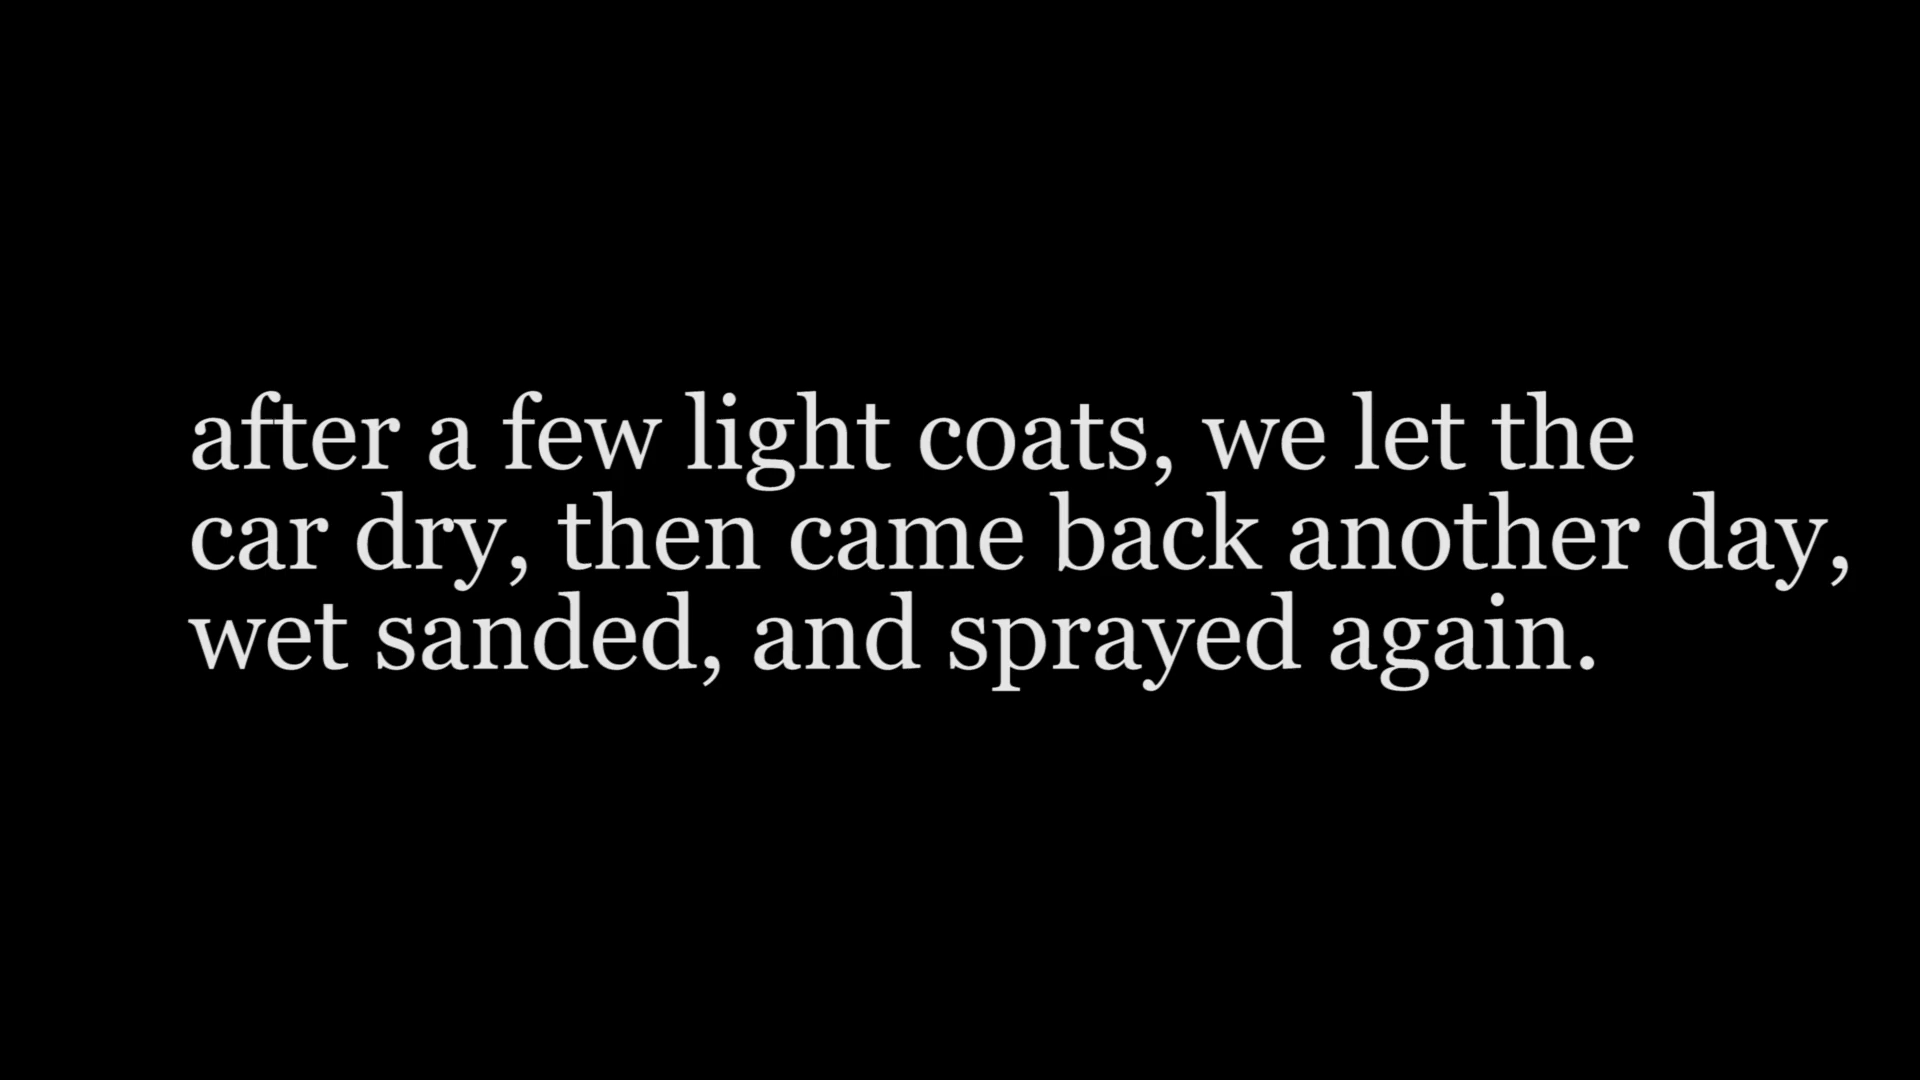 after a few light coats, we let the
car dry, then came back another day,
wet sanded, and sprayed again.